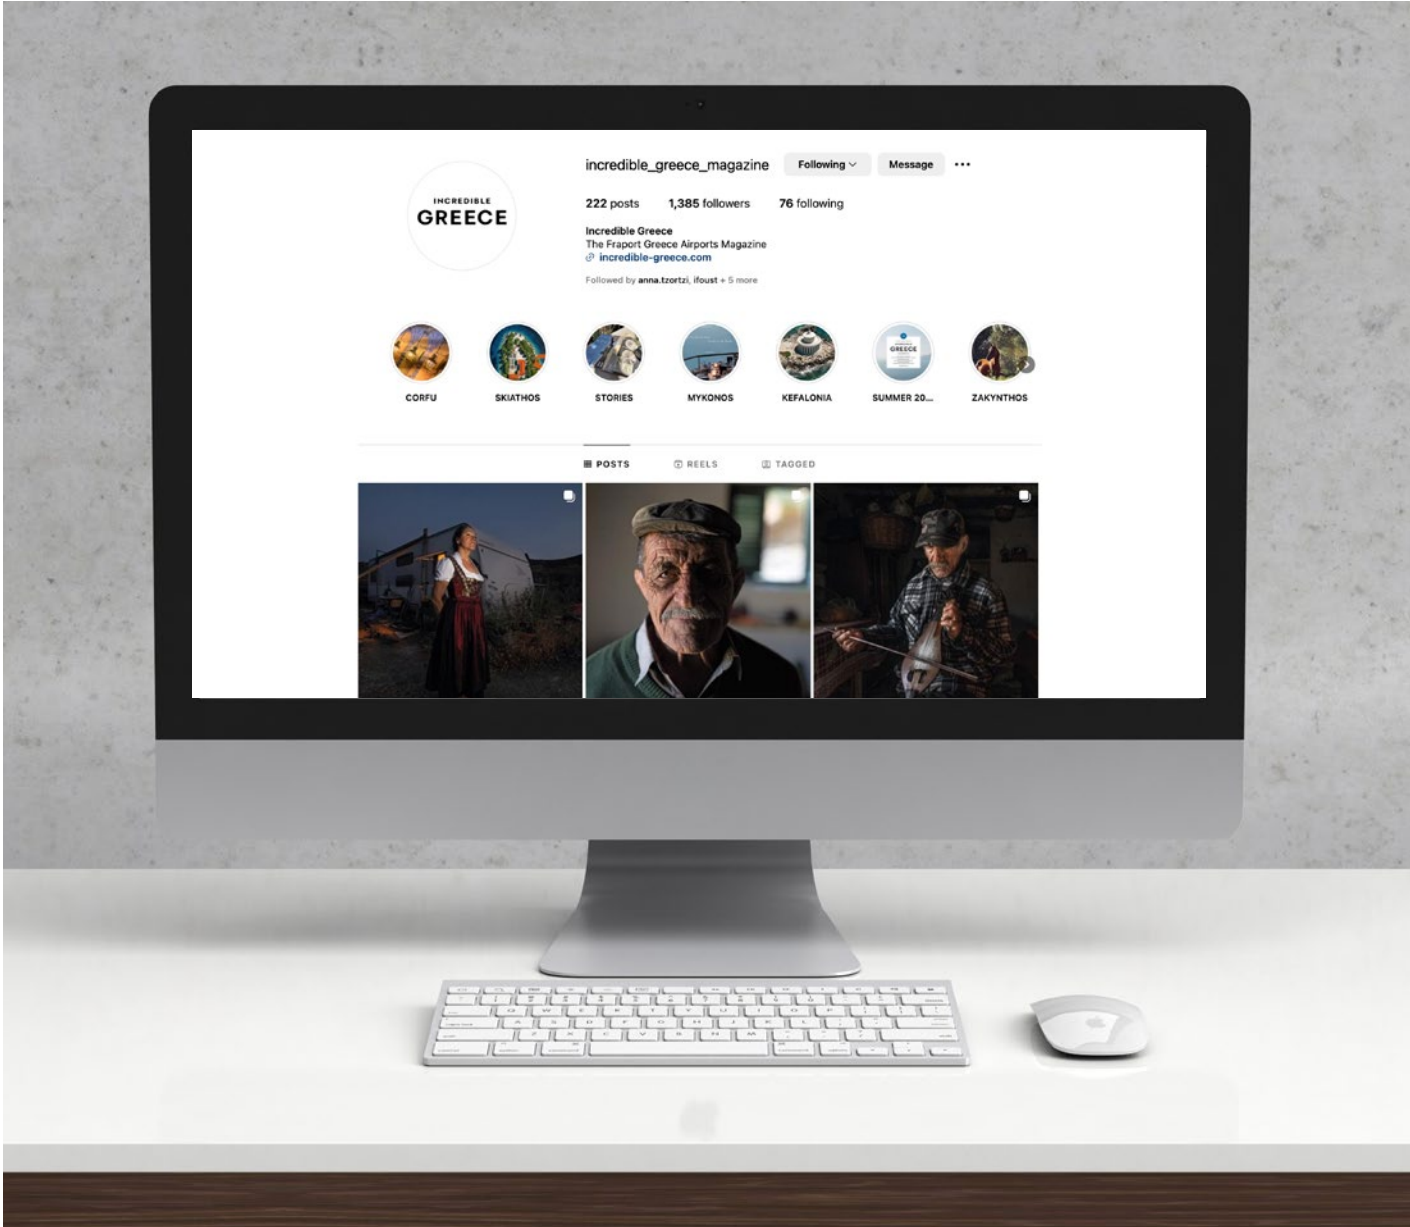 INCREDIBLE
GREECE
incredible_greece_magazine Following Message
222 posts 1,385 followers 76 following
Incredible Greece
The Fraport Greece Airports Magazine
incredible-greece.com
Followed by anna.tzortzi, ifoust + 5 more
GREECE
CORFU SKIATHOS STORIES MYKONOS KEFALONIA SUMMER 20... ZAKYNTHOS
POSTS REELS TAGGED
Q W E R T Y U I O P
A S D F G H J K L
Z X C V B N M